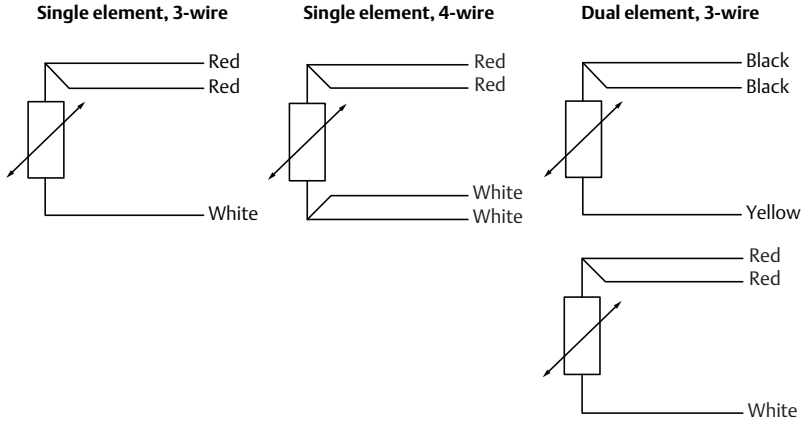 Single element, 3-wire
Red
Red
White
Single element, 4-wire
Red
Red
White
White
Dual element, 3-wire
Black
Black
Yellow
Red
Red
White